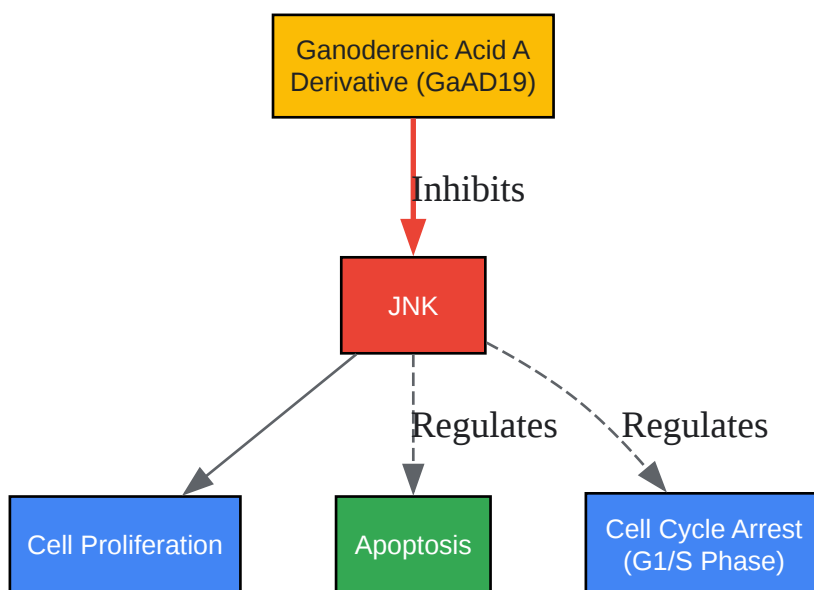 Ganoderenic Acid A
Derivative (GaAD19)
Inhibits
JNK
Regulates
Regulates
Cell Proliferation
Apoptosis
Cell Cycle Arrest
(G1/S Phase)